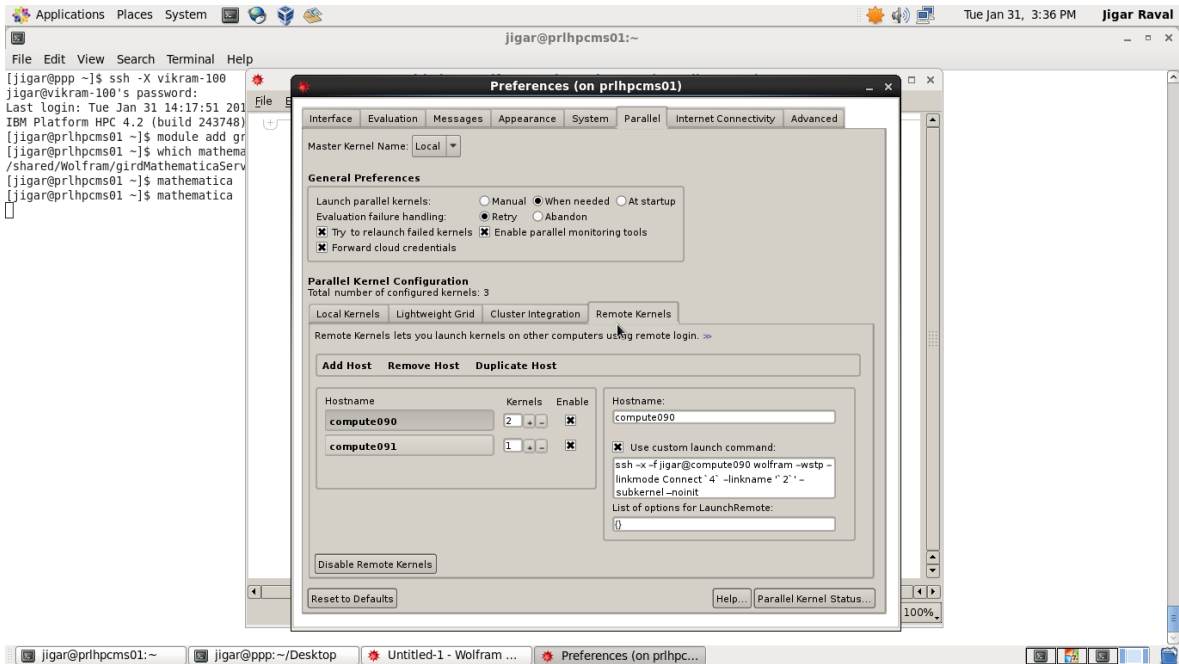 Applications Places System
Tue Jan 31, 3:36 PM Jigar Raval
jigar@prlhpcms01:~
File Edit View Search Terminal Help
[jigar@ppp ~]$ ssh -X vikram-100
jigar@vikram-100's password:
Last login: Tue Jan 31 14:17:51 201
IBM Platform HPC 4.2 (build 243748)
[jigar@prlhpcms01 ~]$ module add gr
[jigar@prlhpcms01 ~]$ which mathema
/shared/Wolfram/girdMathematicaServ
[jigar@prlhpcms01 ~]$ mathematica
[jigar@prlhpcms01 ~]$ mathematica
File
Preferences (on prlhpcms01)
Interface Evaluation Messages Appearance System Parallel Internet Connectivity Advanced
Master Kernel Name: Local
General Preferences
Launch parallel kernels: Manual When needed At startup
Evaluation failure handling: Retry Abandon
Try to relaunch failed kernels Enable parallel monitoring tools
Forward cloud credentials
Parallel Kernel Configuration
Total number of configured kernels: 3
Local Kernels Lightweight Grid Cluster Integration Remote Kernels
Remote Kernels lets you launch kernels on other computers using remote login. ≫
Add Host Remove Host Duplicate Host
Hostname Kernels Enable
compute090 2 + -
compute091 1 + -
Hostname:
compute090
Use custom launch command:
ssh -x -f jigar@compute090 wolfram -wstp -
linkmode Connect `4` -linkname '`2`' -
subkernel -noinit
List of options for LaunchRemote:
{}
Disable Remote Kernels
Reset to Defaults Help... Parallel Kernel Status...
100%
jigar@prlhpcms01:~ jigar@ppp:~/Desktop Untitled-1 - Wolfram ... Preferences (on prlhpc...